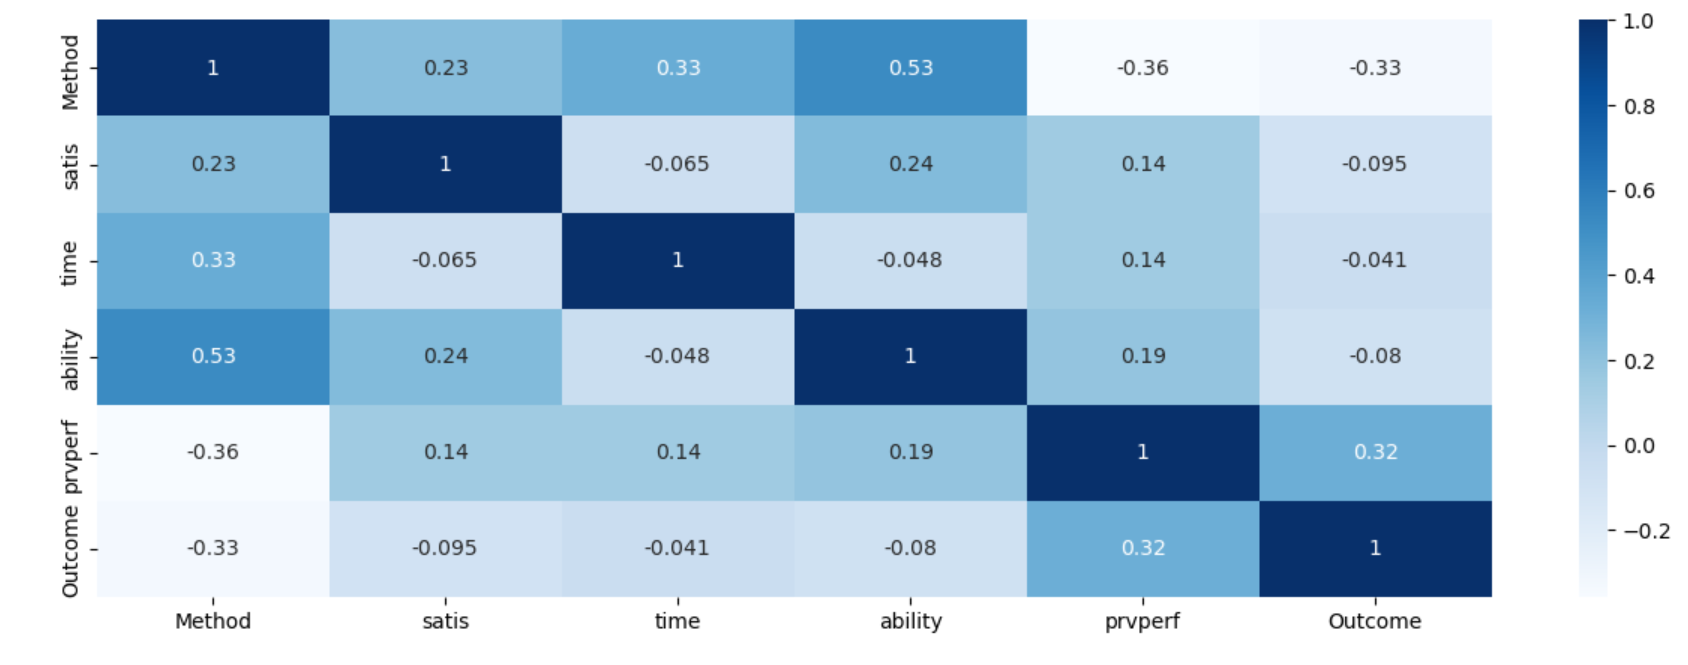 Method 1 0.23 0.33 0.53 -0.36 -0.33
satis 0.23 1 -0.065 0.24 0.14 -0.095
time 0.33 -0.065 1 -0.048 0.14 -0.041
ability 0.53 0.24 -0.048 1 0.19 -0.08
prvperf -0.36 0.14 0.14 0.19 1 0.32
Outcome -0.33 -0.095 -0.041 -0.08 0.32 1
Method satis time ability prvperf Outcome
1.0
0.8
0.6
0.4
0.2
0.0
−0.2